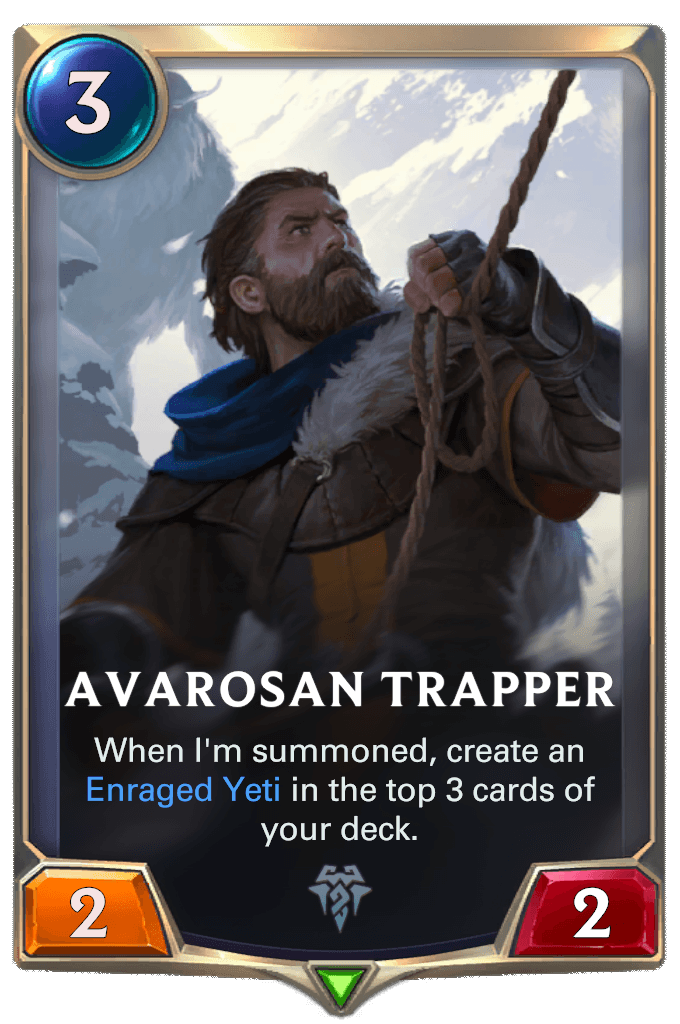 3
AVAROSAN TRAPPER
When I'm summoned, create an
Enraged Yeti in the top 3 cards of
your deck.
2
2